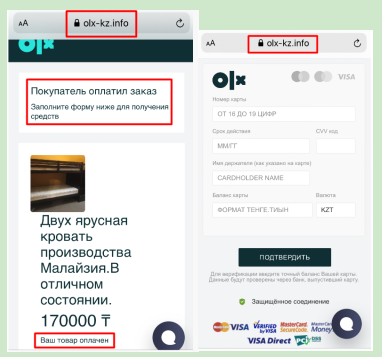 AA olx-kz.info
olx
Покупатель оплатил заказ
Заполните форму ниже для получения
средств
Двух ярусная
кровать
производства
Малайзия.В
отличном
состоянии.
170000 ₸
Ваш товар оплачен
AA olx-kz.info
olx
VISA
Номер карты
ОТ 16 ДО 19 ЦИФР
Срок действия CVV код
ММ/ГГ
Имя держателя (как указано на карте)
CARDHOLDER NAME
Баланс карты Валюта
ФОРМАТ ТЕНГЕ.ТИЫН KZT
ПОДТВЕРДИТЬ
Для верификации введите точный баланс Вашей карты
Данные будут проверены через банк, выпустивший карту.
Защищённое соединение
VISA VERIFIED by VISA MasterCard. SecureCode. MasterCard Money
VISA Direct PCI DSS